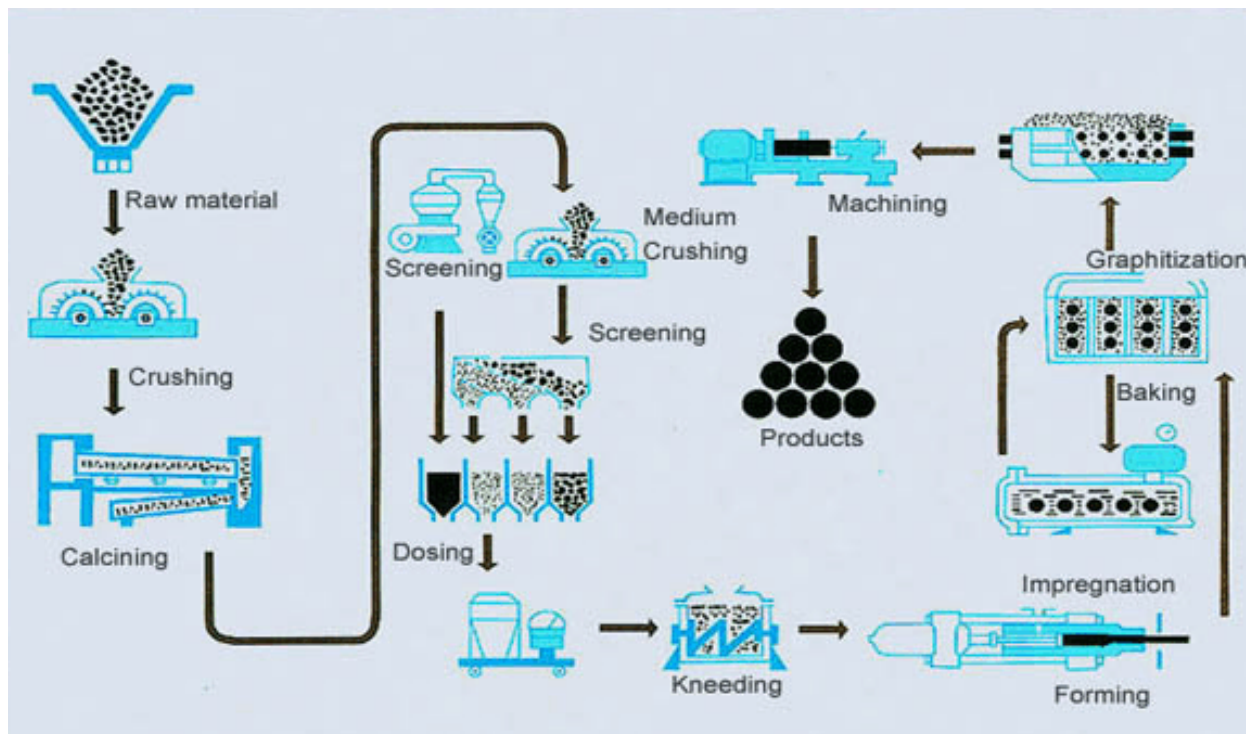 Raw material
Crushing
Calcining
Screening
Medium
Crushing
Screening
Dosing
Kneeding
Forming
Impregnation
Baking
Graphitization
Machining
Products